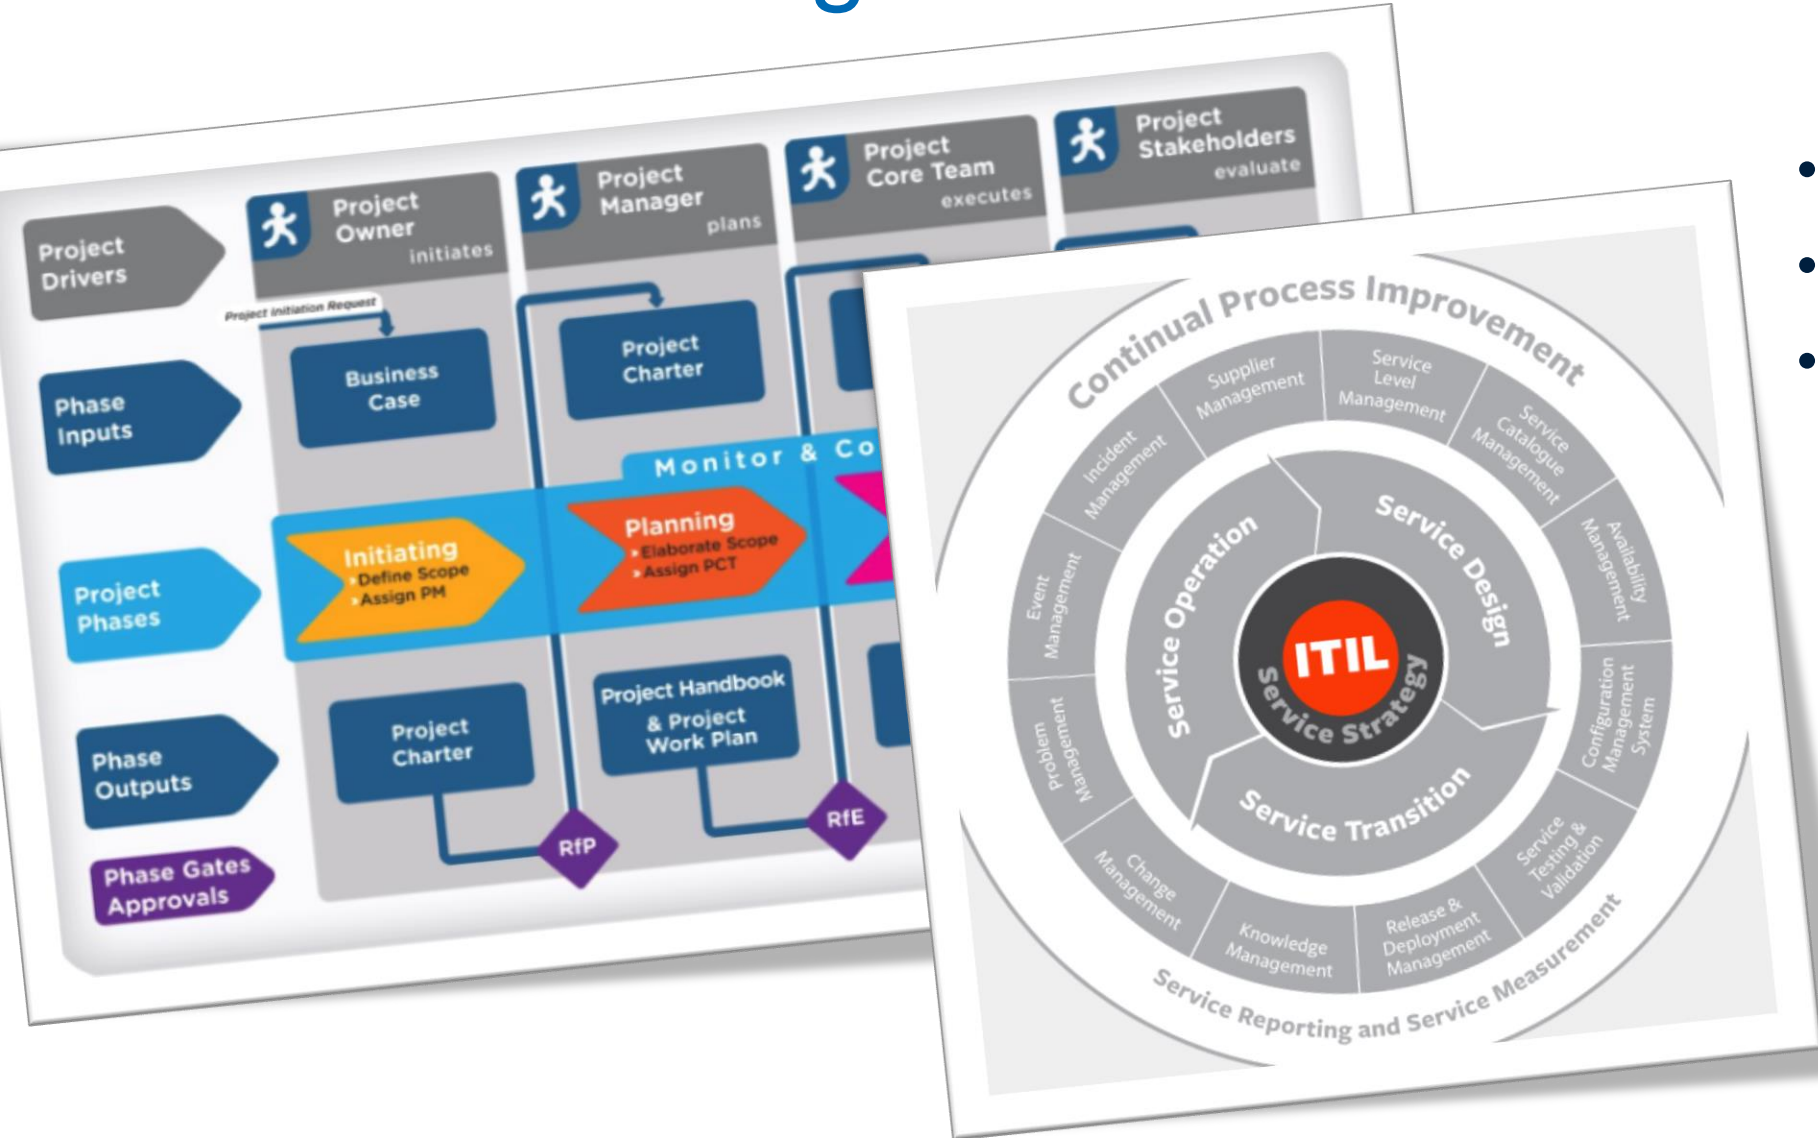 Project
Drivers
Project
Owner
initiates
Project
Manager
plans
Project
Core Team
executes
Project
Stakeholders
evaluate
Phase
Inputs
Project Initiation Request
Business
Case
Project
Charter
Project
Phases
Monitor & Co
Initiating
»Define Scope
»Assign PM
Planning
»Elaborate Scope
»Assign PCT
Phase
Outputs
Project
Charter
Project Handbook
& Project
Work Plan
Phase Gates
Approvals
RfP
RfE
Continual Process Improvement
Supplier
Management
Service
Level
Management
Service
Catalogue
Management
Availability
Management
Configuration
Management
System
Service
Testing &
Validation
Release &
Deployment
Management
Knowledge
Management
Change
Management
Problem
Management
Event
Management
Incident
Management
Service Operation
Service Design
Service Transition
ITIL
Service Strategy
Service Reporting and Service Measurement